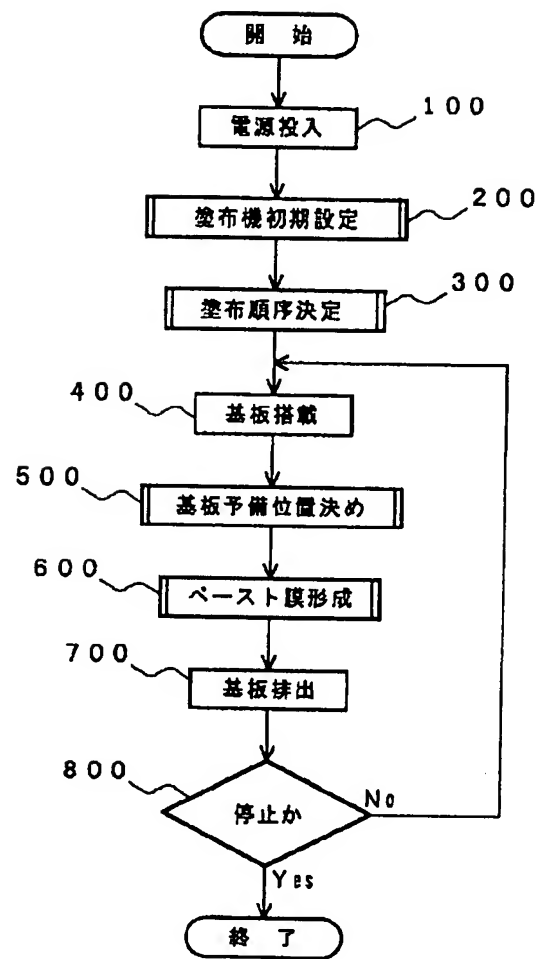 開 始
電源投入
100
塗布機初期設定
200
塗布順序決定
300
400
基板搭載
500
基板予備位置決め
600
ペースト膜形成
700
基板排出
800
停止か
No
Yes
終 了